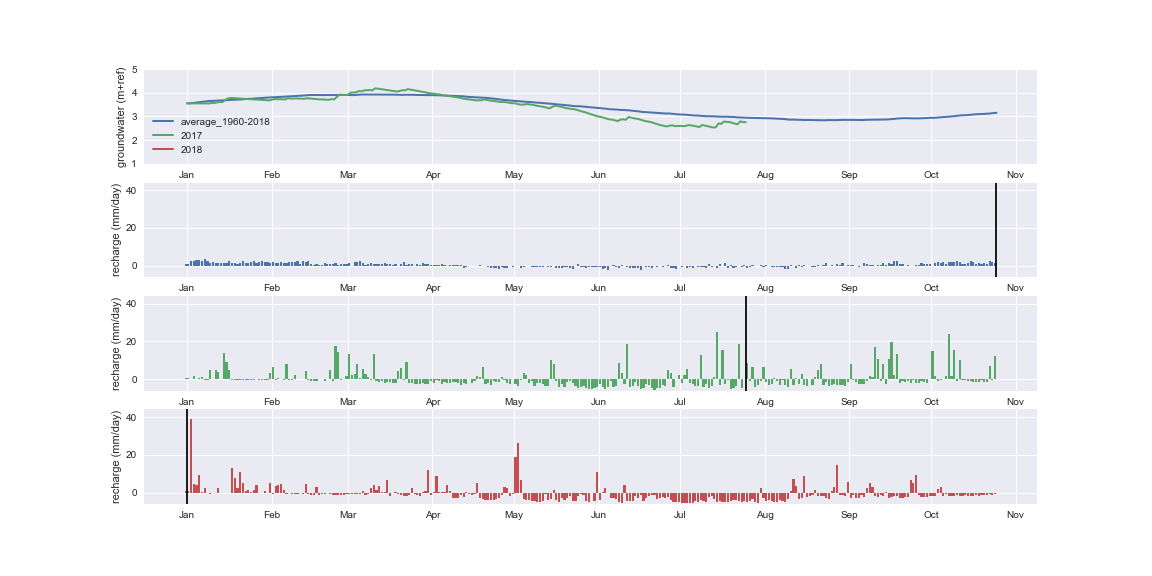 groundwater (m+ref)
5
4
3
2
1
average_1960-2018
2017
2018
Jan Feb Mar Apr May Jun Jul Aug Sep Oct Nov
recharge (mm/day)
40
20
0
Jan Feb Mar Apr May Jun Jul Aug Sep Oct Nov
recharge (mm/day)
40
20
0
Jan Feb Mar Apr May Jun Jul Aug Sep Oct Nov
recharge (mm/day)
40
20
0
Jan Feb Mar Apr May Jun Jul Aug Sep Oct Nov